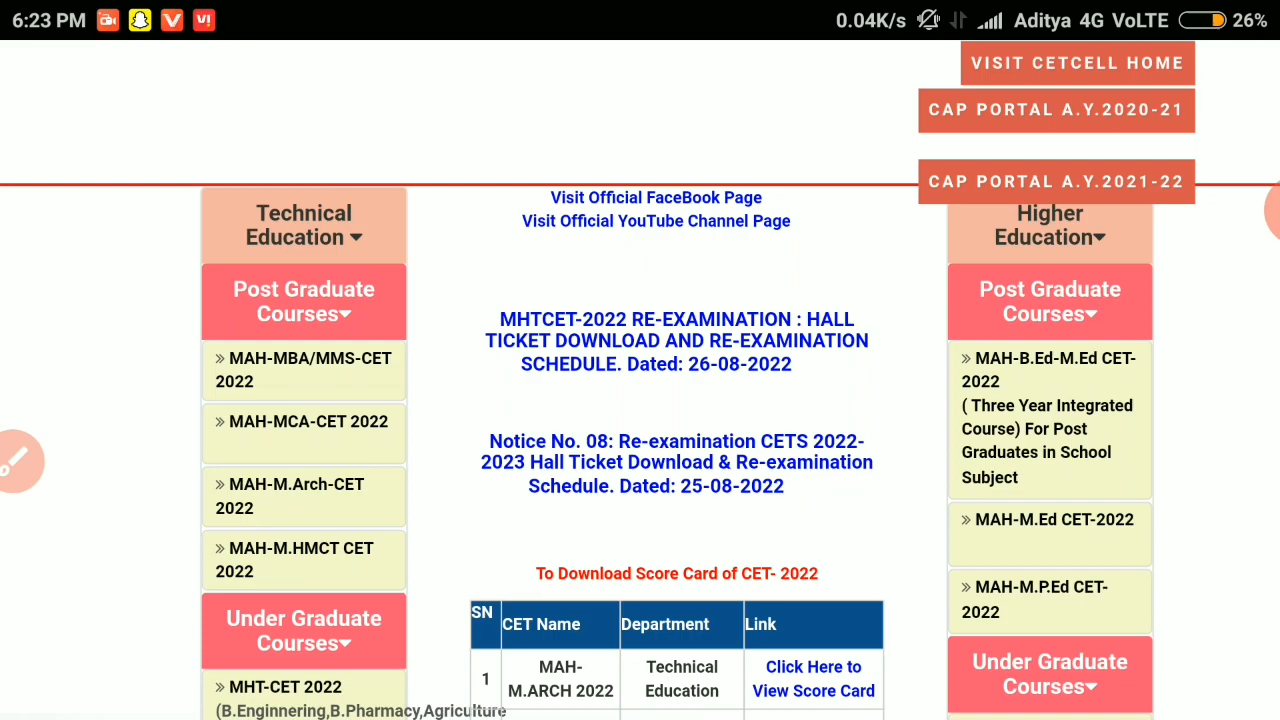 6:23 PM
0.04K/s Aditya 4G VoLTE 26%
VISIT CETCELL HOME
CAP PORTAL A.Y.2020-21
CAP PORTAL A.Y.2021-22
Technical
Education
Post Graduate
Courses
» MAH-MBA/MMS-CET
2022
» MAH-MCA-CET 2022
» MAH-M.Arch-CET
2022
» MAH-M.HMCT CET
2022
Under Graduate
Courses
» MHT-CET 2022
(B.Enginnering,B.Pharmacy,Agriculture
Visit Official FaceBook Page
Visit Official YouTube Channel Page
MHTCET-2022 RE-EXAMINATION : HALL
TICKET DOWNLOAD AND RE-EXAMINATION
SCHEDULE. Dated: 26-08-2022
Notice No. 08: Re-examination CETS 2022-
2023 Hall Ticket Download & Re-examination
Schedule. Dated: 25-08-2022
To Download Score Card of CET- 2022
SN CET Name Department Link
1 MAH-M.ARCH 2022 Technical Education Click Here to View Score Card
Higher
Education
Post Graduate
Courses
» MAH-B.Ed-M.Ed CET-
2022
( Three Year Integrated
Course) For Post
Graduates in School
Subject
» MAH-M.Ed CET-2022
» MAH-M.P.Ed CET-
2022
Under Graduate
Courses